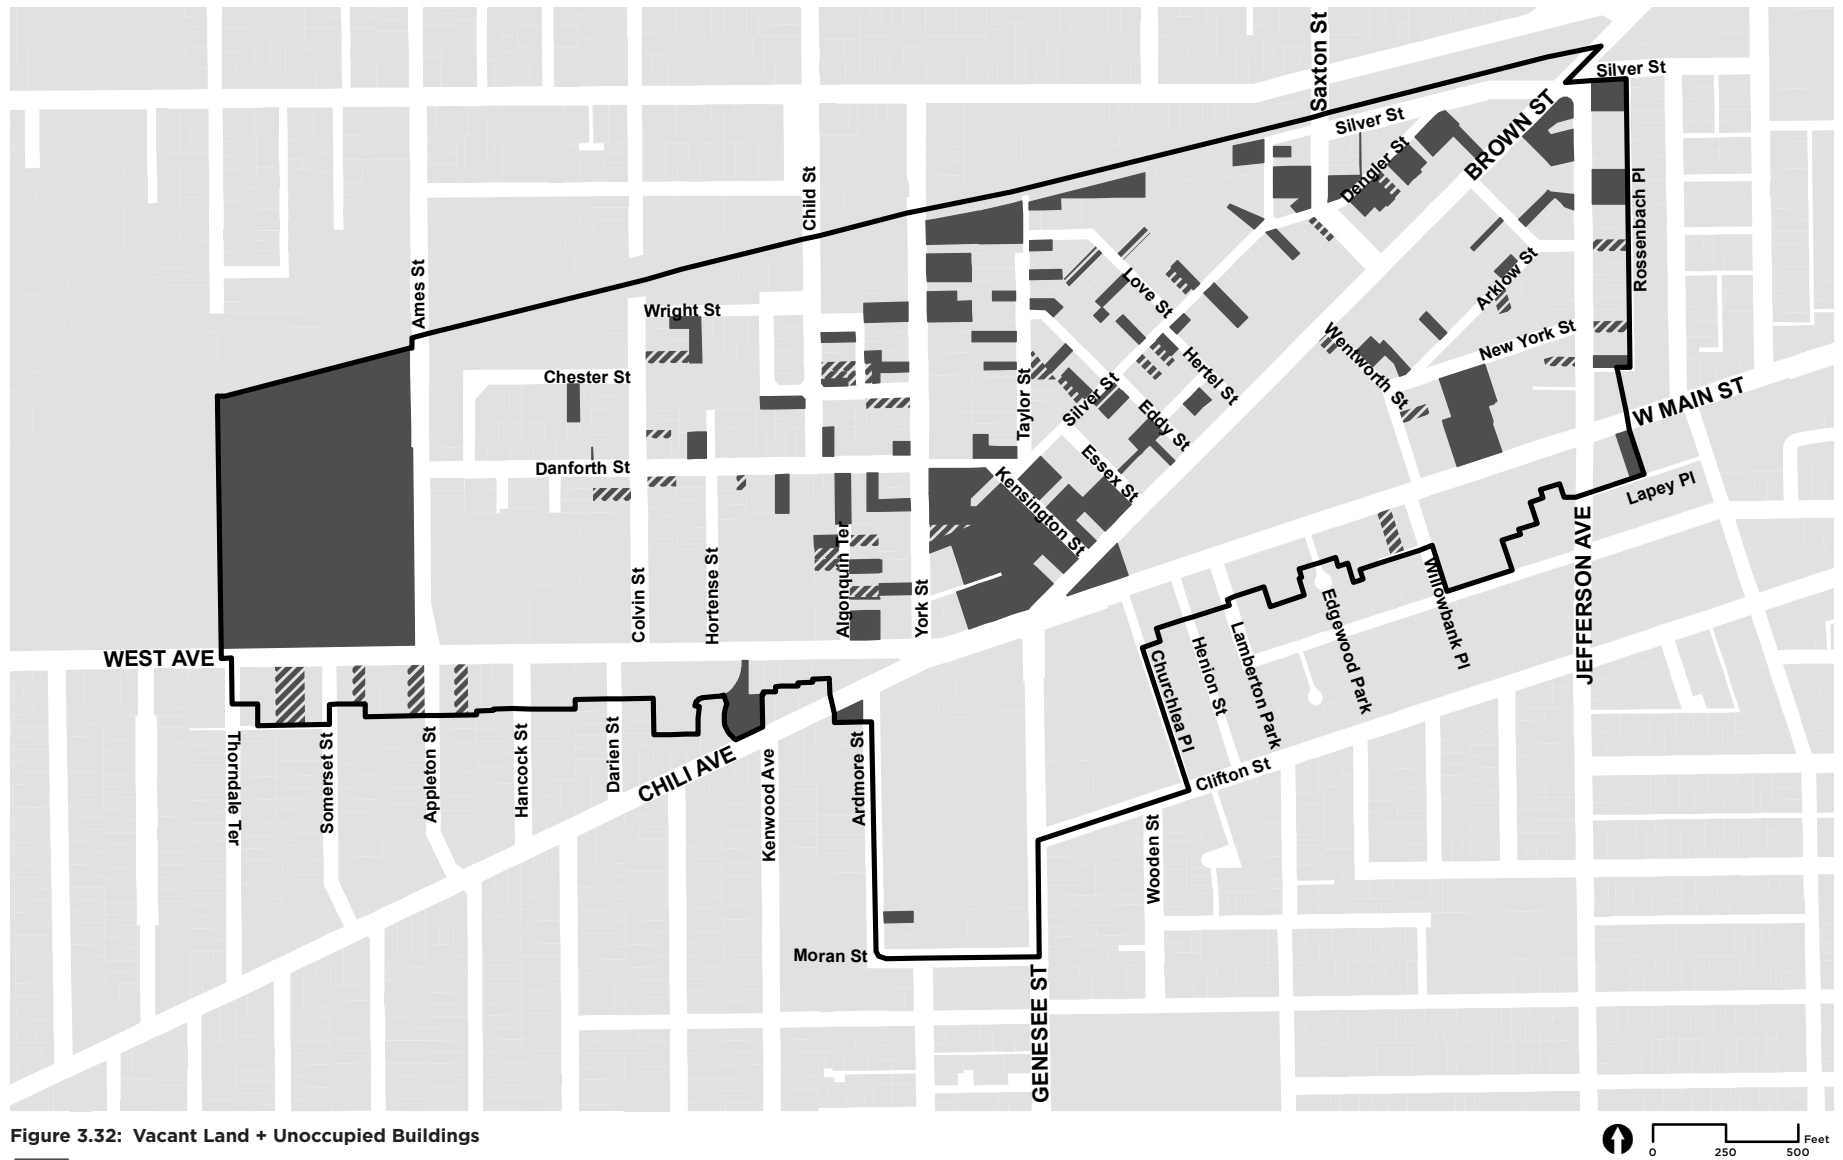 Saxton St
Silver St
Silver St
BROWN ST
Dengler St
Child St
Rossenbach Pl
Ames St
Love St
Arklow St
Wright St
New York St
Wentworth St
Hertel St
Chester St
Taylor St
Silver St
Eddy St
W MAIN ST
Danforth St
Essex St
Kensington St
Lapey Pl
Colvin St
Hortense St
Algonquin Ter
York St
JEFFERSON AVE
Willowbank Pl
Edgewood Park
Lamberton Park
Henion St
Churchlea Pl
WEST AVE
Thorndale Ter
Somerset St
Appleton St
Hancock St
Darien St
CHILI AVE
Kenwood Ave
Ardmore St
Clifton St
Wooden St
Moran St
GENESEE ST
Figure 3.32: Vacant Land + Unoccupied Buildings
Feet
0 250 500